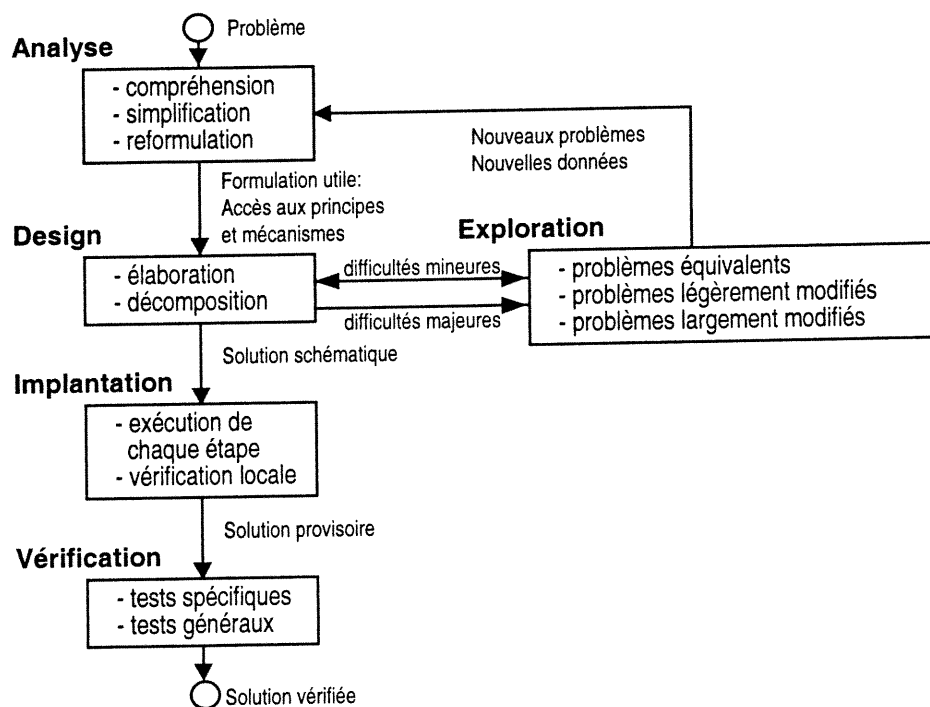 Problème
Analyse
- compréhension
- simplification
- reformulation
Nouveaux problèmes
Nouvelles données
Formulation utile:
Accès aux principes
et mécanismes
Design
Exploration
- élaboration
- décomposition
difficultés mineures
difficultés majeures
- problèmes équivalents
- problèmes légèrement modifiés
- problèmes largement modifiés
Solution schématique
Implantation
- exécution de
chaque étape
- vérification locale
Solution provisoire
Vérification
- tests spécifiques
- tests généraux
Solution vérifiée